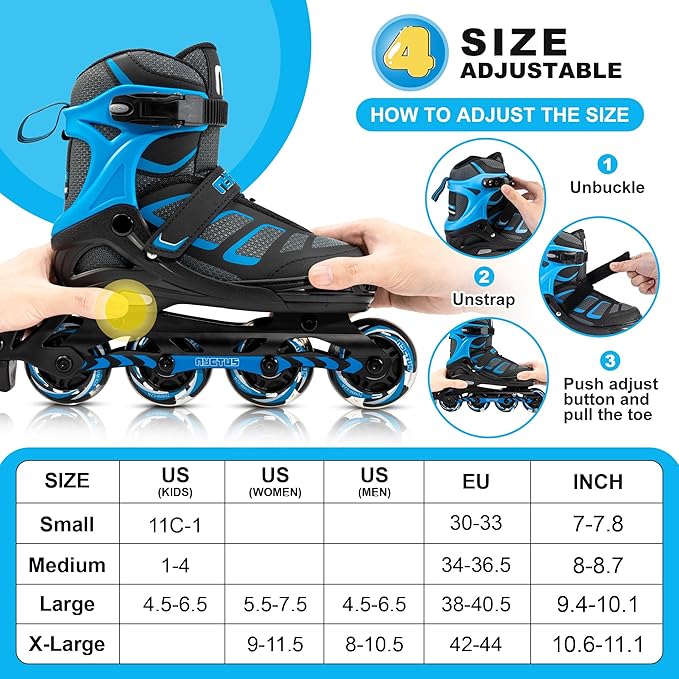 4 SIZE
ADJUSTABLE
HOW TO ADJUST THE SIZE
1
Unbuckle
2
Unstrap
3
Push adjust
button and
pull the toe
NYCTUS
SIZE US (KIDS) US (WOMEN) US (MEN) EU INCH
Small 11C-1 30-33 7-7.8
Medium 1-4 34-36.5 8-8.7
Large 4.5-6.5 5.5-7.5 4.5-6.5 38-40.5 9.4-10.1
X-Large 9-11.5 8-10.5 42-44 10.6-11.1